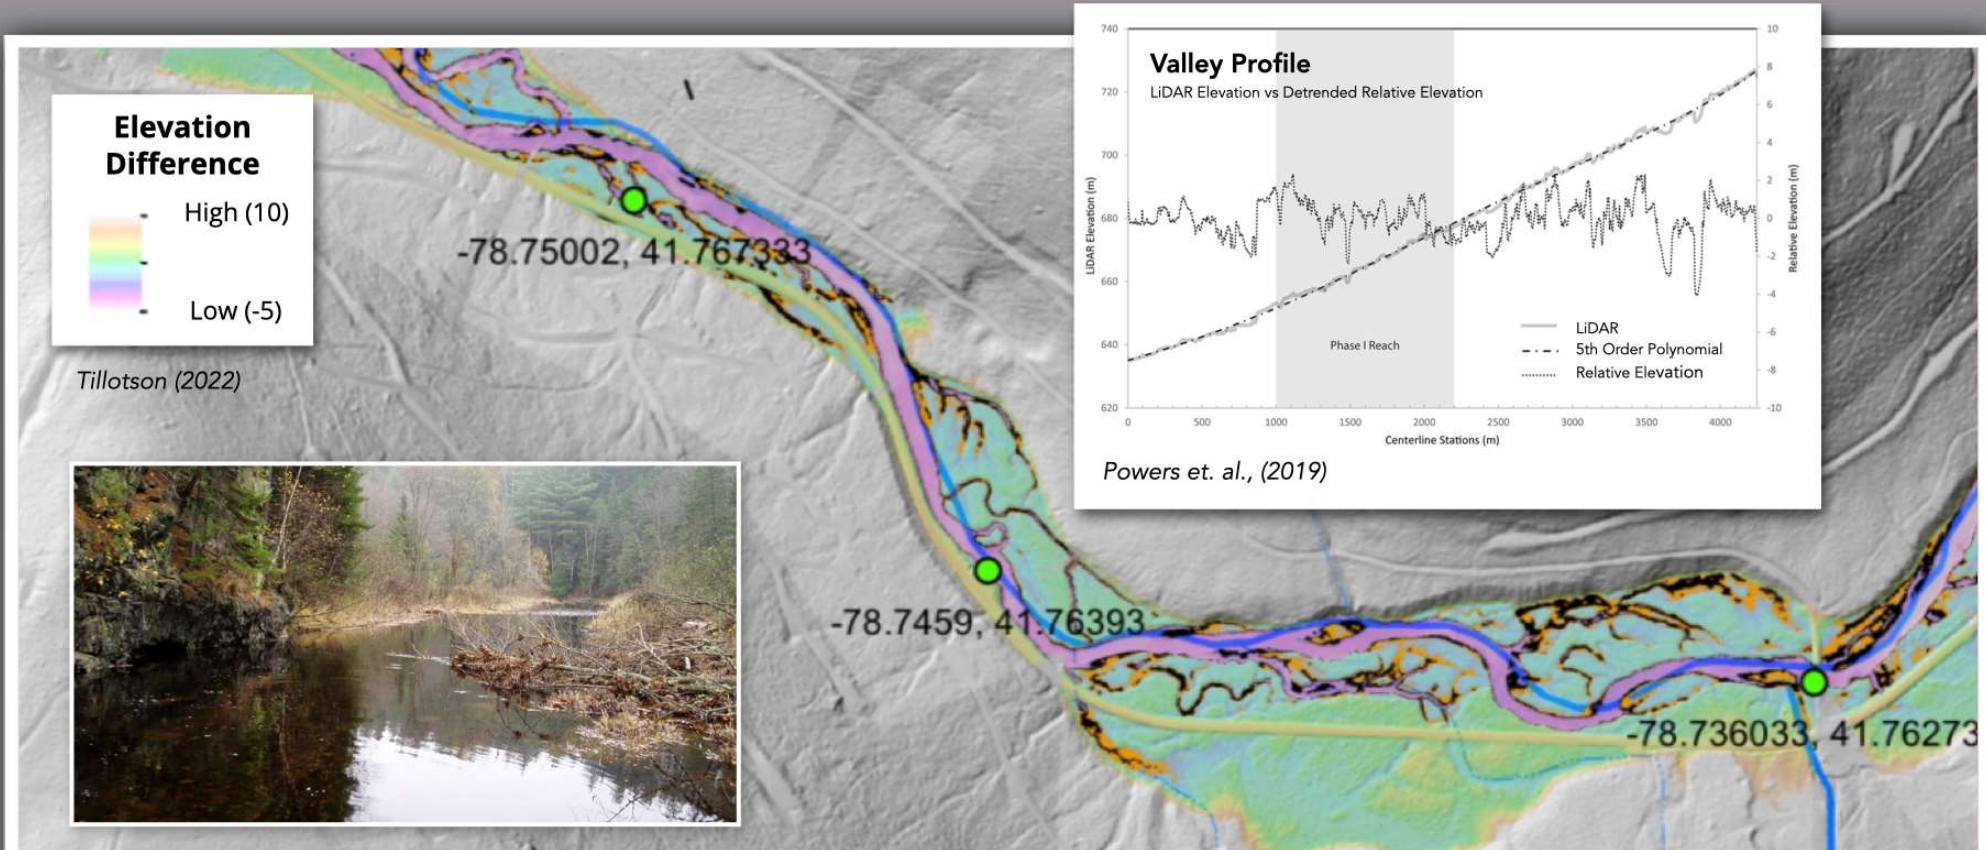 Elevation
Difference
High (10)
Low (-5)
Tillotson (2022)
-78.75002, 41.767333
-78.7459, 41.76393
-78.736033, 41.76273
Valley Profile
LiDAR Elevation vs Detrended Relative Elevation
740
720
700
680
660
640
620
LiDAR Elevation (m)
10
8
6
4
2
0
-2
-4
-6
-8
-10
Relative Elevation (m)
Phase I Reach
LiDAR
5th Order Polynomial
Relative Elevation
0 500 1000 1500 2000 2500 3000 3500 4000
Centerline Stations (m)
Powers et. al., (2019)